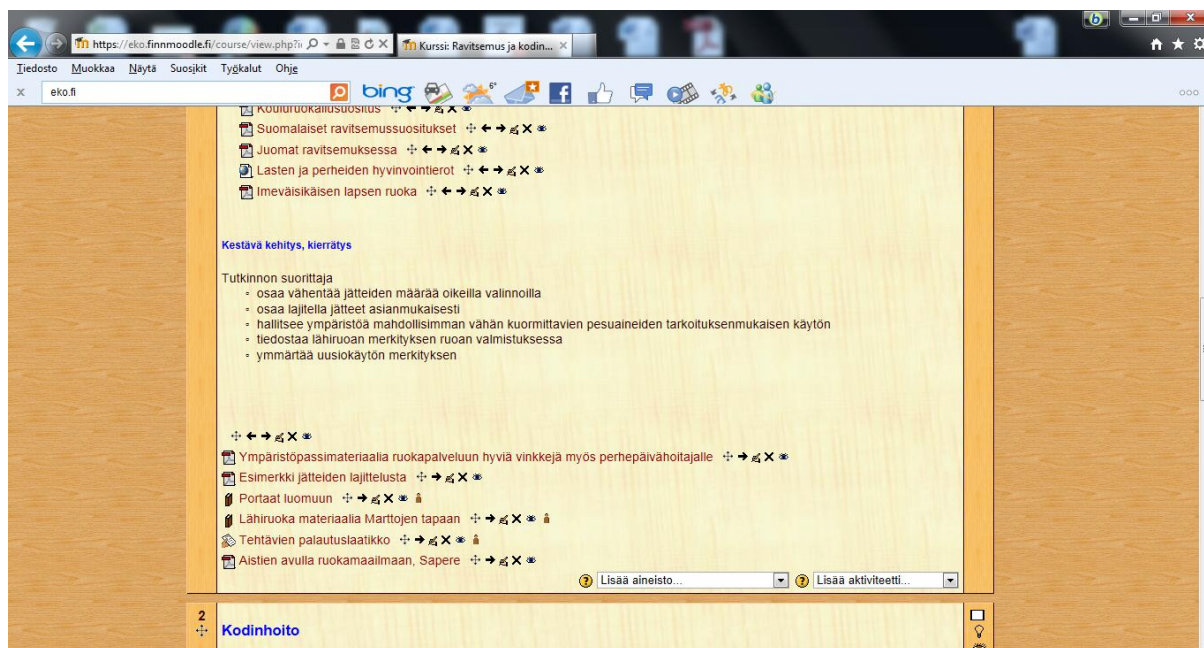 https://eko.finnmoodle.fi/course/view.php?i
Kurssi: Ravitsemus ja kodin...
Tiedosto Muokkaa Näytä Suosikit Työkalut Ohje
x eko.fi bing 6°
Kouluruokailusuositus
Suomalaiset ravitsemussuositukset
Juomat ravitsemuksessa
Lasten ja perheiden hyvinvointierot
Imeväisikäisen lapsen ruoka
Kestävä kehitys, kierrätys
Tutkinnon suorittaja
osaa vähentää jätteiden määrää oikeilla valinnoilla
osaa lajitella jätteet asianmukaisesti
hallitsee ympäristöä mahdollisimman vähän kuormittavien pesuaineiden tarkoituksenmukaisen käytön
tiedostaa lähiruoan merkityksen ruoan valmistuksessa
ymmärtää uusiokäytön merkityksen
Ympäristöpassimateriaalia ruokapalveluun hyviä vinkkejä myös perhepäivähoitajalle
Esimerkki jätteiden lajittelusta
Portaat luomuun
Lähiruoka materiaalia Marttojen tapaan
Tehtävien palautuslaatikko
Aistien avulla ruokamaailmaan, Sapere
Lisää aineisto... Lisää aktiviteetti...
2
Kodinhoito